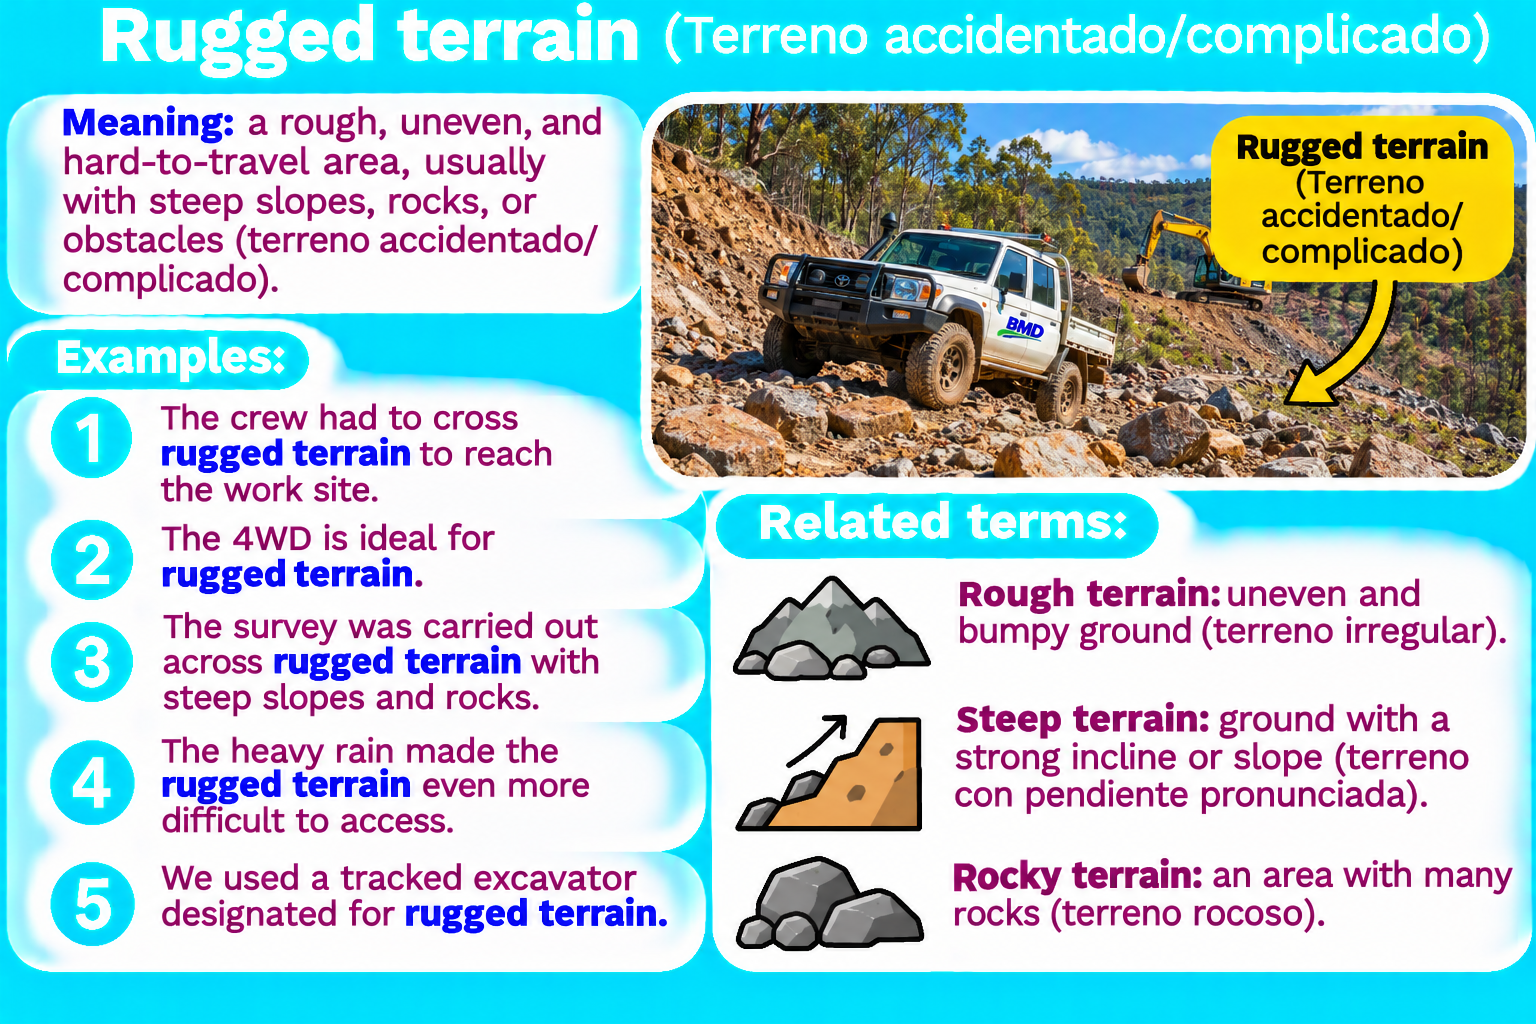 Rugged terrain (Terreno accidentado/complicado)
Meaning: a rough, uneven, and
hard-to-travel area, usually
with steep slopes, rocks, or
obstacles (terreno accidentado/
complicado).
Rugged terrain
(Terreno
accidentado/
complicado)
BMD
Examples:
1
The crew had to cross
rugged terrain to reach
the work site.
2
The 4WD is ideal for
rugged terrain.
3
The survey was carried out
across rugged terrain with
steep slopes and rocks.
4
The heavy rain made the
rugged terrain even more
difficult to access.
5
We used a tracked excavator
designated for rugged terrain.
Related terms:
Rough terrain: uneven and
bumpy ground (terreno irregular).
Steep terrain: ground with a
strong incline or slope (terreno
con pendiente pronunciada).
Rocky terrain: an area with many
rocks (terreno rocoso).